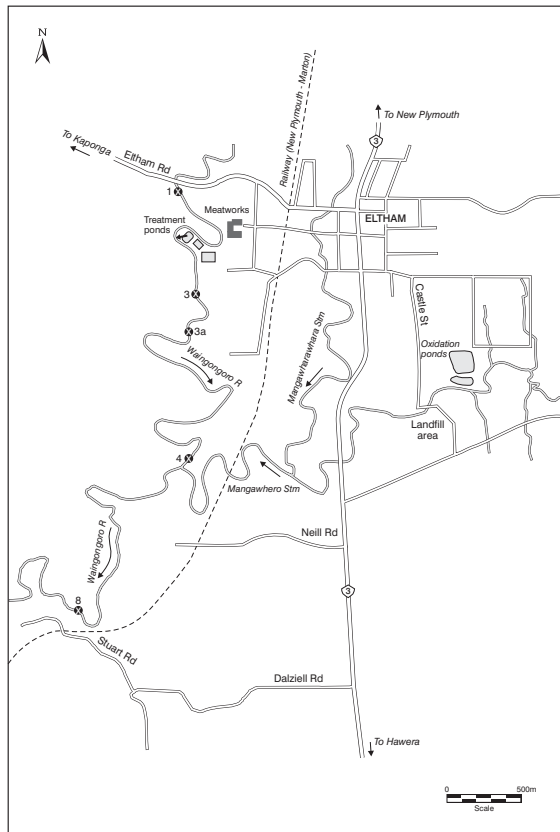 N
To New Plymouth
3
Railway (New Plymouth - Marton)
To Kaponga
Eltham Rd
1
Meatworks
ELTHAM
Treatment
ponds
3
Castle St
3a
Mangawharawhara Stm
Oxidation
ponds
Waingongoro R
Landfill
area
4
Mangawhero Stm
Neill Rd
Waingongoro R
3
8
Stuart Rd
Dalziell Rd
To Hawera
0 500m
Scale